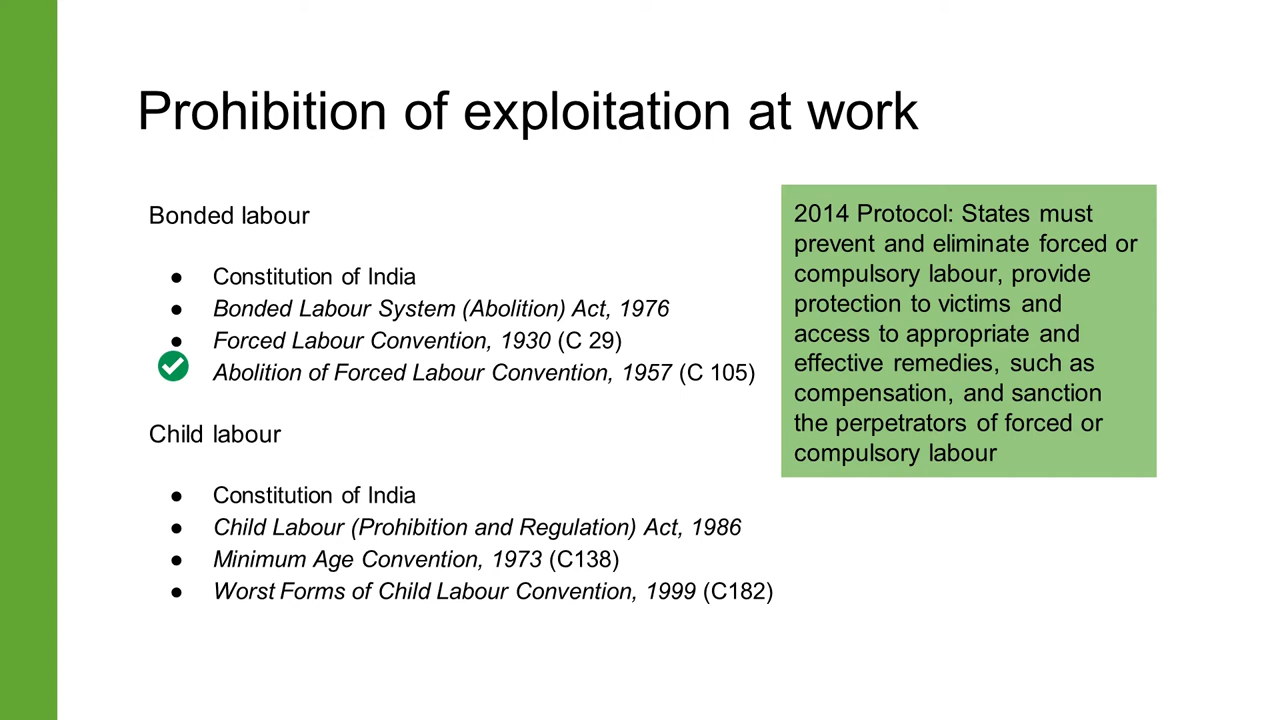 Prohibition of exploitation at work
Bonded labour
● Constitution of India
● Bonded Labour System (Abolition) Act, 1976
● Forced Labour Convention, 1930 (C 29)
Abolition of Forced Labour Convention, 1957 (C 105)
Child labour
● Constitution of India
● Child Labour (Prohibition and Regulation) Act, 1986
● Minimum Age Convention, 1973 (C138)
● Worst Forms of Child Labour Convention, 1999 (C182)
2014 Protocol: States must
prevent and eliminate forced or
compulsory labour, provide
protection to victims and
access to appropriate and
effective remedies, such as
compensation, and sanction
the perpetrators of forced or
compulsory labour